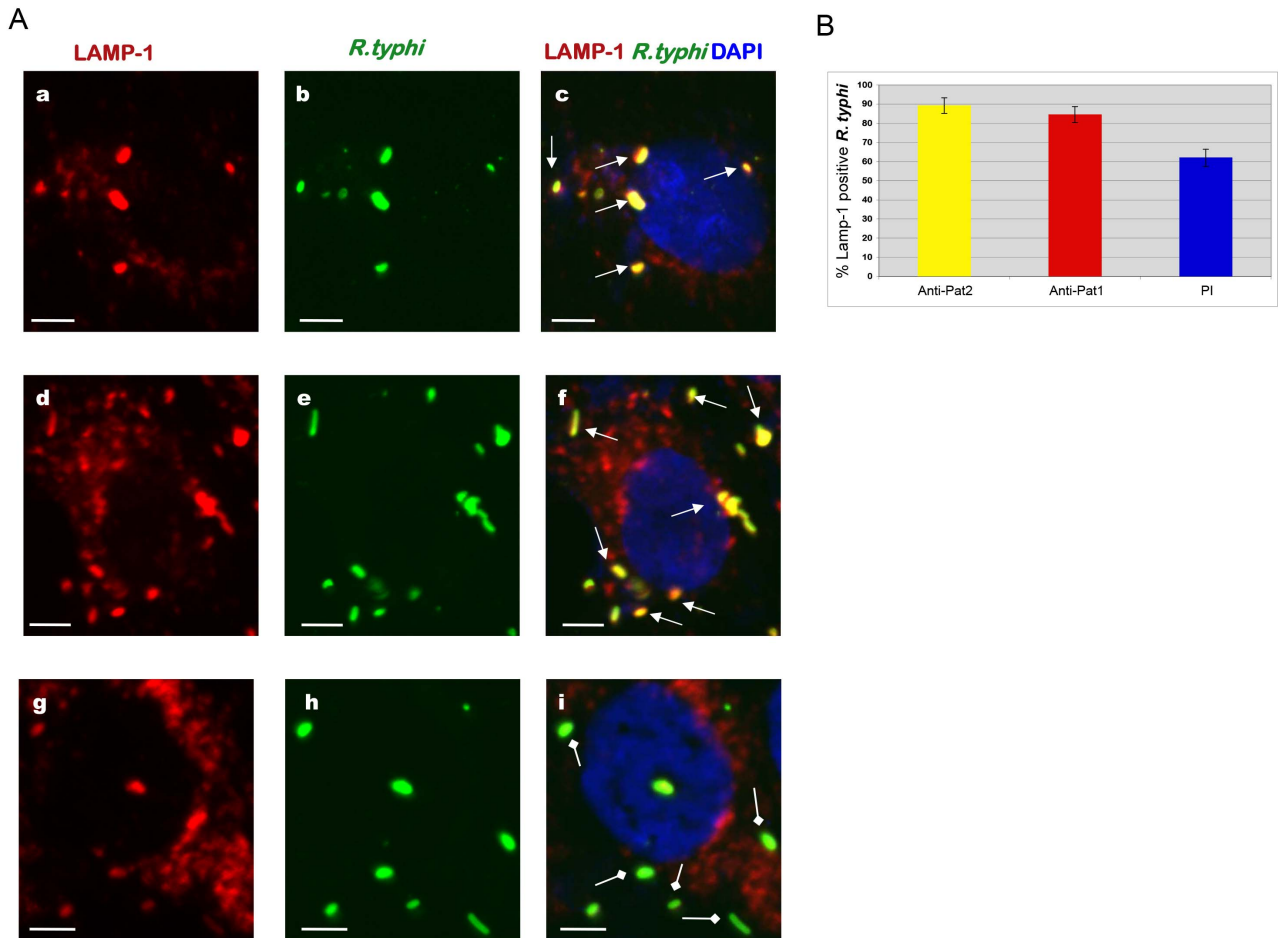 A
B
LAMP-1
R.typhi
LAMP-1 R.typhi DAPI
a
b
c
d
e
f
g
h
i
% Lamp-1 positive R. typhi
100
90
80
70
60
50
40
30
20
10
0
Anti-Pat2
Anti-Pat1
PI